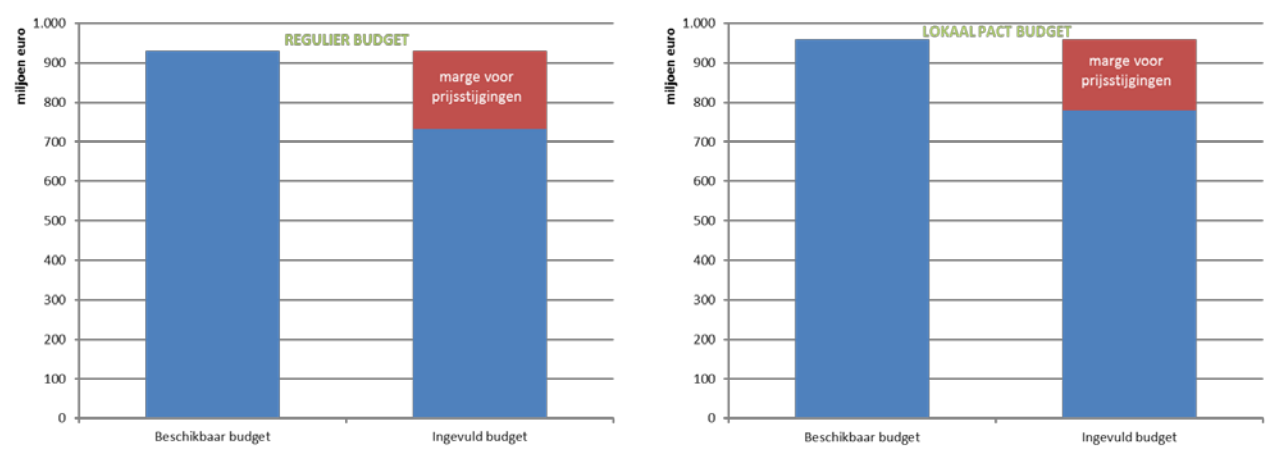 REGULIER BUDGET
miljoen euro
1.000
900
800
700
600
500
400
300
200
100
0
marge voor
prijsstijgingen
Beschikbaar budget
Ingevuld budget
LOKAAL PACT BUDGET
miljoen euro
1.000
900
800
700
600
500
400
300
200
100
0
marge voor
prijsstijgingen
Beschikbaar budget
Ingevuld budget